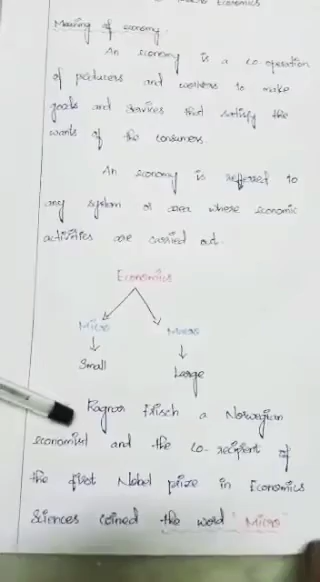 Economics
Meaning of economy
An economy is a co-operation
of producers and workers to make
goods and services that satisfy the
wants of the consumers.
An economy is referred to
any system or area where economic
activities are carried out.
Economics
Micro Macro
Small Large
Ragnar Frisch a Norwegian
economist and the co-recipient of
the first Nobel prize in Economics
Sciences coined the word "Micro"